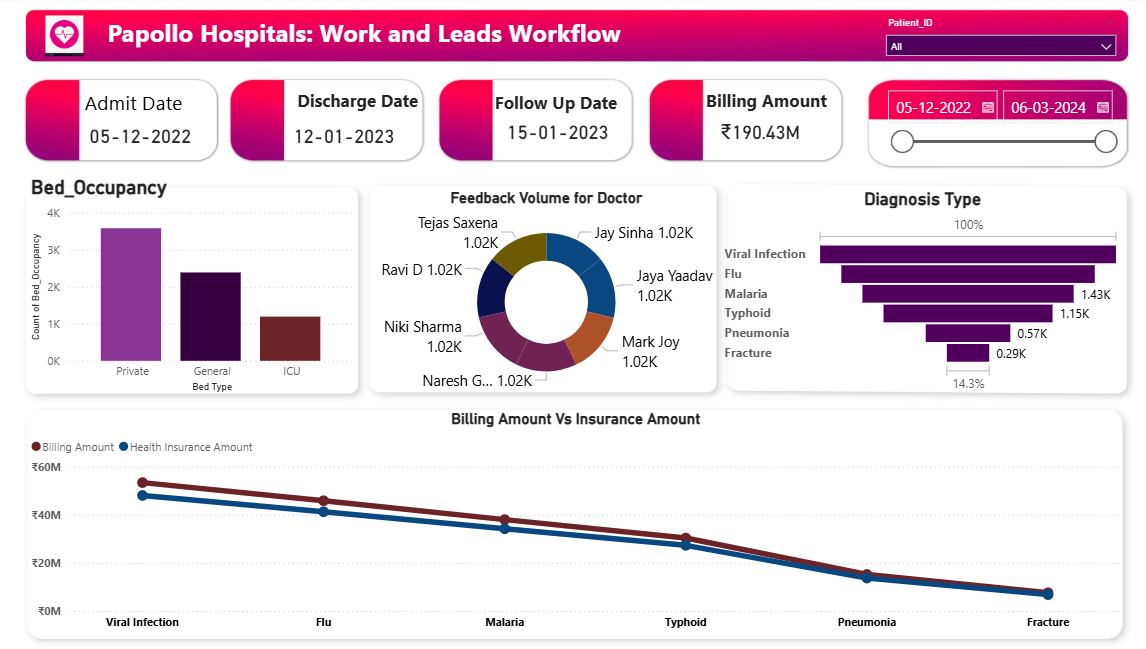 Papollo Hospitals: Work and Leads Workflow
Patient_ID
All
Admit Date
05-12-2022
Discharge Date
12-01-2023
Follow Up Date
15-01-2023
Billing Amount
₹190.43M
05-12-2022
06-03-2024
Bed_Occupancy
Count of Bed_Occupancy
4K
3K
2K
1K
0K
Private
General
ICU
Bed Type
Feedback Volume for Doctor
Tejas Saxena
1.02K
Jay Sinha 1.02K
Ravi D 1.02K
Jaya Yaadav
1.02K
Niki Sharma
1.02K
Mark Joy
1.02K
Naresh G... 1.02K
Diagnosis Type
100%
Viral Infection
Flu
Malaria
1.43K
Typhoid
1.15K
Pneumonia
0.57K
Fracture
0.29K
14.3%
Billing Amount Vs Insurance Amount
Billing Amount
Health Insurance Amount
₹60M
₹40M
₹20M
₹0M
Viral Infection
Flu
Malaria
Typhoid
Pneumonia
Fracture